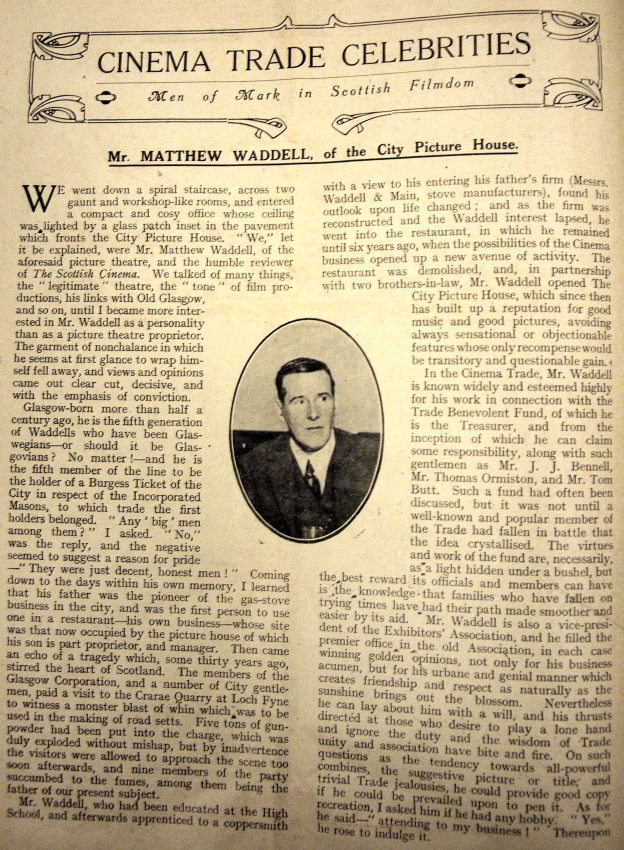 CINEMA TRADE CELEBRITIES
Men of Mark in Scottish Filmdom
Mr. MATTHEW WADDELL, of the City Picture House.
WE went down a spiral staircase, across two
gaunt and workshop-like rooms, and entered
a compact and cosy office whose ceiling
was lighted by a glass patch inset in the pavement
which fronts the City Picture House. "We," let
it be explained, were Mr. Matthew Waddell, of the
aforesaid picture theatre, and the humble reviewer
of The Scottish Cinema. We talked of many things,
the "legitimate" theatre, the "tone" of film pro-
ductions, his links with Old Glasgow,
and so on, until I became more inter-
ested in Mr. Waddell as a personality
than as a picture theatre proprietor.
The garment of nonchalance in which
he seems at first glance to wrap him-
self fell away, and views and opinions
came out clear cut, decisive, and
with the emphasis of conviction.
Glasgow-born more than half a
century ago, he is the fifth generation
of Waddells who have been Glas-
wegians—or should it be Glas-
govians? No matter!—and he is
the fifth member of the line to be
the holder of a Burgess Ticket of the
City in respect of the Incorporated
Masons, to which trade the first
holders belonged. "Any 'big' men
among them?" I asked. "No,"
was the reply, and the negative
seemed to suggest a reason for pride
—"They were just decent, honest men!" Coming
down to the days within his own memory, I learned
that his father was the pioneer of the gas-stove
business in the city, and was the first person to use
one in a restaurant—his own business—whose site
was that now occupied by the picture house of which
his son is part proprietor, and manager. Then came
an echo of a tragedy which, some thirty years ago,
stirred the heart of Scotland. The members of the
Glasgow Corporation, and a number of City gentle-
men, paid a visit to the Crarae Quarry at Loch Fyne
to witness a monster blast of whin which was to be
used in the making of road setts. Five tons of gun-
powder had been put into the charge, which was
duly exploded without mishap, but by inadvertence
the visitors were allowed to approach the scene too
soon afterwards, and nine members of the party
succumbed to the fumes, among them being the
father of our present subject.
Mr. Waddell, who had been educated at the High
School, and afterwards apprenticed to a coppersmith
with a view to his entering his father's firm (Messrs.
Waddell & Main, stove manufacturers), found his
outlook upon life changed; and as the firm was
reconstructed and the Waddell interest lapsed, he
went into the restaurant, in which he remained
until six years ago, when the possibilities of the Cinema
business opened up a new avenue of activity. The
restaurant was demolished, and, in partnership
with two brothers-in-law, Mr. Waddell opened The
City Picture House, which since then
has built up a reputation for good
music and good pictures, avoiding
always sensational or objectionable
features whose only recompense would
be transitory and questionable gain.
In the Cinema Trade, Mr. Waddell
is known widely and esteemed highly
for his work in connection with the
Trade Benevolent Fund, of which he
is the Treasurer, and from the
inception of which he can claim
some responsibility, along with such
gentlemen as Mr. J. J. Bennell,
Mr. Thomas Ormiston, and Mr. Tom
Butt. Such a fund had often been
discussed, but it was not until a
well-known and popular member of
the Trade had fallen in battle that
the idea crystallised. The virtues
and work of the fund are, necessarily,
as a light hidden under a bushel, but
the best reward its officials and members can have
is the knowledge that families who have fallen on
trying times have had their path made smoother and
easier by its aid. Mr. Waddell is also a vice-presi-
dent of the Exhibitors' Association, and he filled the
premier office in the old Association, in each case
winning golden opinions, not only for his business
acumen, but for his urbane and genial manner which
creates friendship and respect as naturally as the
sunshine brings out the blossom. Nevertheless
he can lay about him with a will, and his thrusts
directed at those who desire to play a lone hand
and ignore the duty and the wisdom of Trade
unity and association have bite and fire. On such
questions as the tendency towards all-powerful
combines, the suggestive picture or title, and
trivial Trade jealousies, he could provide good copy
if he could be prevailed upon to pen it. As for
recreation, I asked him if he had any hobby. "Yes,"
he said—"attending to my business!" Thereupon
he rose to indulge it.